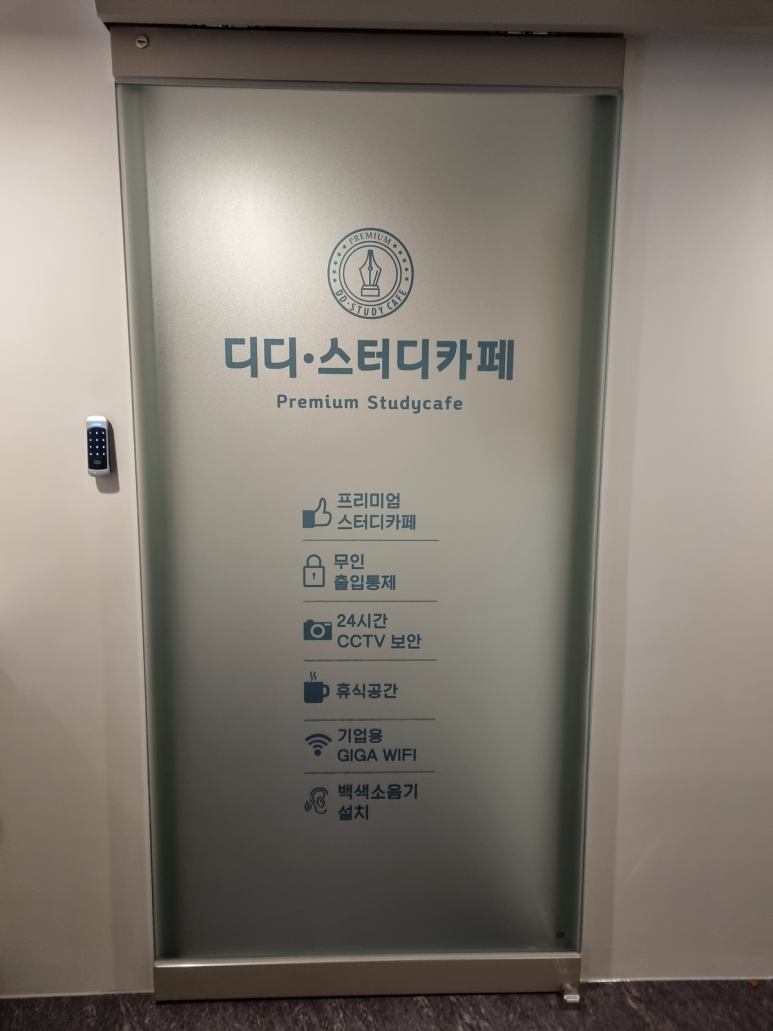 PREMIUM
DD·STUDY CAFE
디디·스터디카페
Premium Studycafe
프리미엄
스터디카페
무인
출입통제
24시간
CCTV 보안
휴식공간
기업용
GIGA WIFI
백색소음기
설치